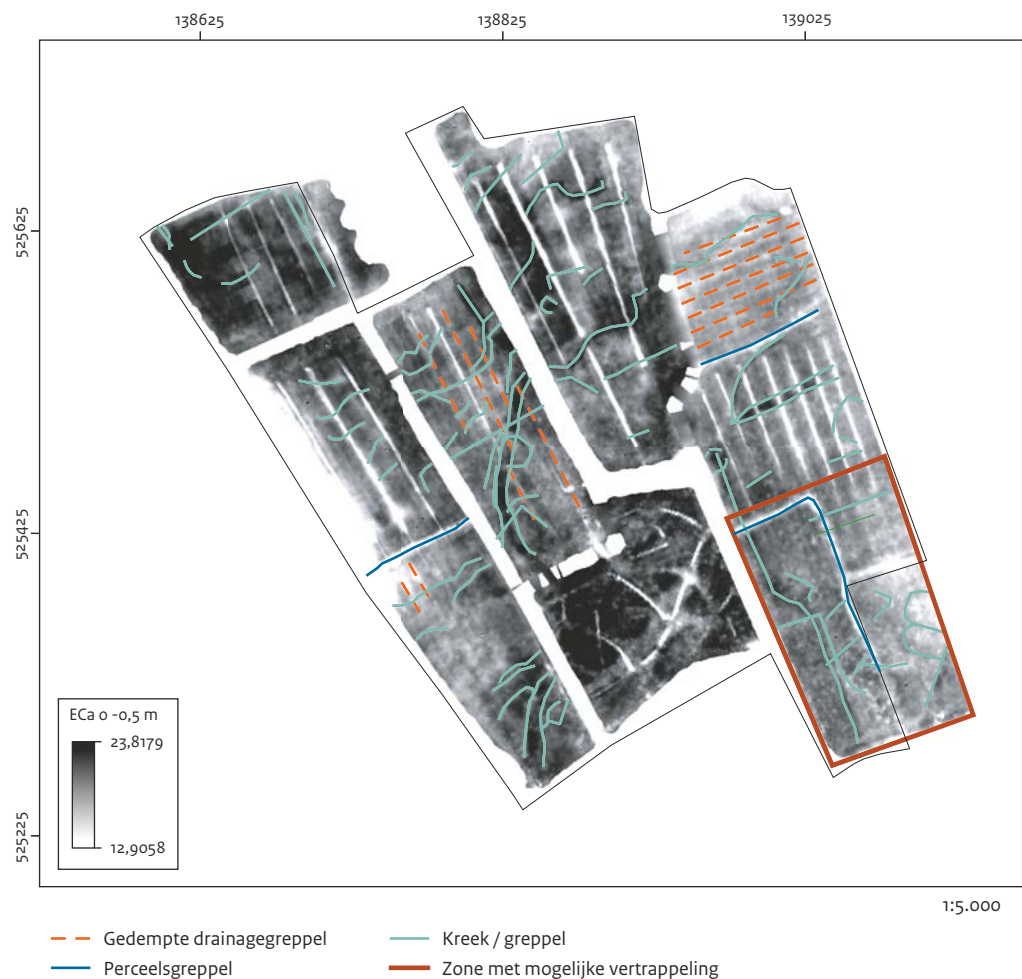 138625 138825 139025
525625
525425
525225
ECa 0 -0,5 m
23,8179
12,9058
1:5.000
Gedempte drainagegreppel Kreek / greppel
Perceelsgreppel Zone met mogelijke vertrappeling